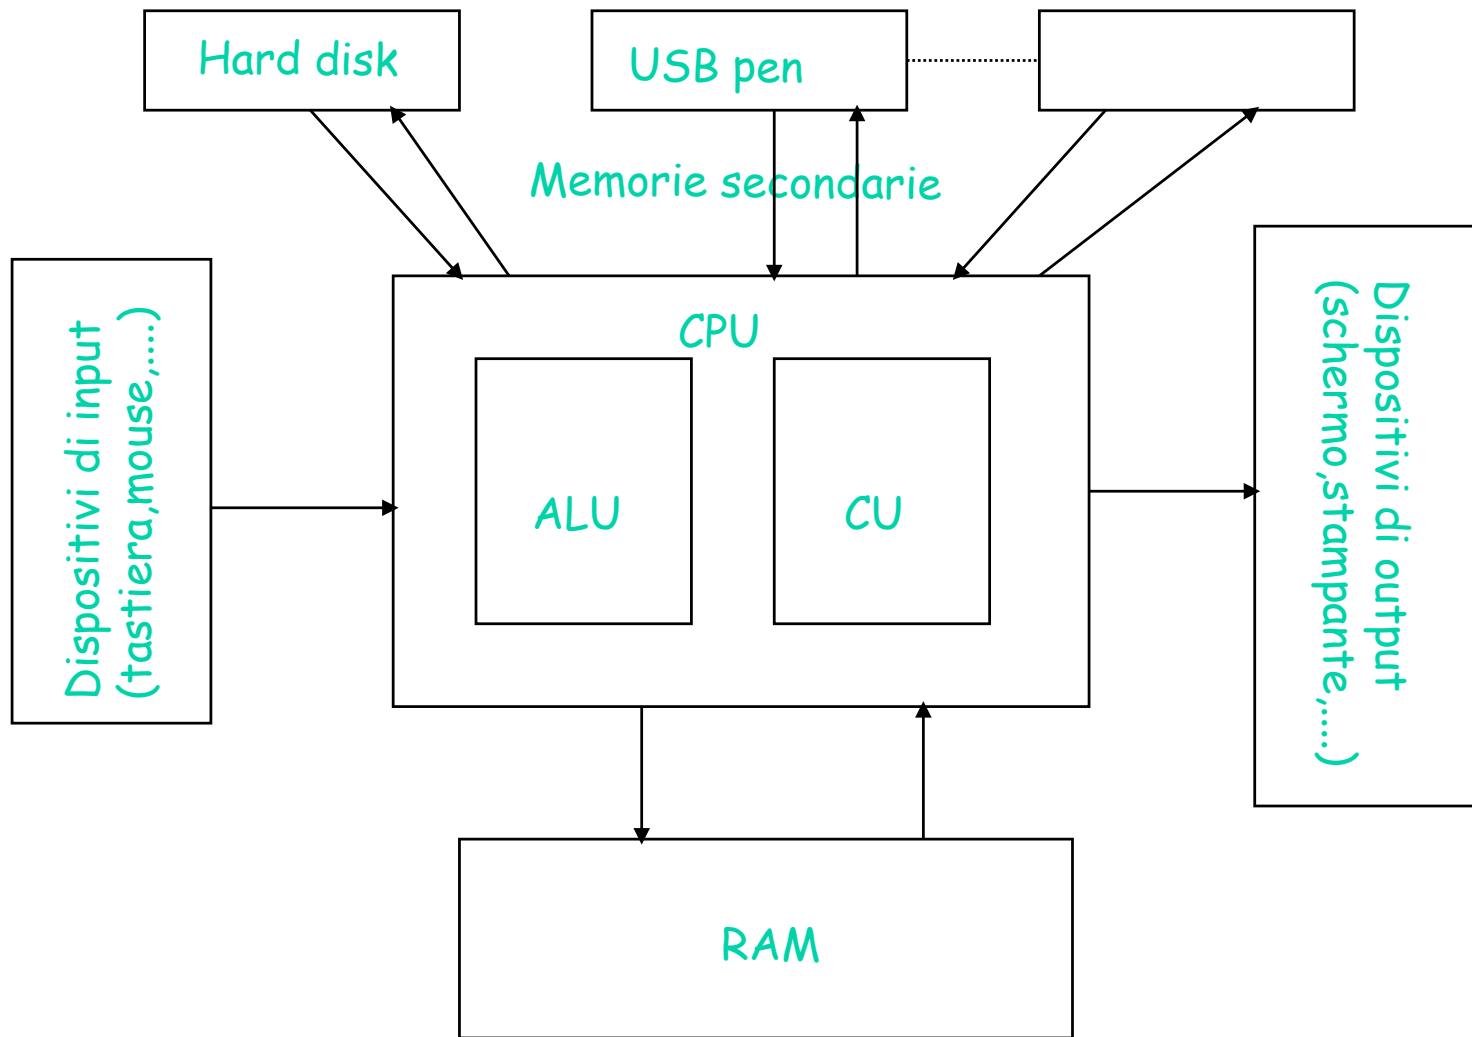 Hard disk
USB pen
Memorie secondarie
Dispositivi di input
(tastiera,mouse,....)
CPU
ALU
CU
Dispositivi di output
(schermo,stampante,....)
RAM